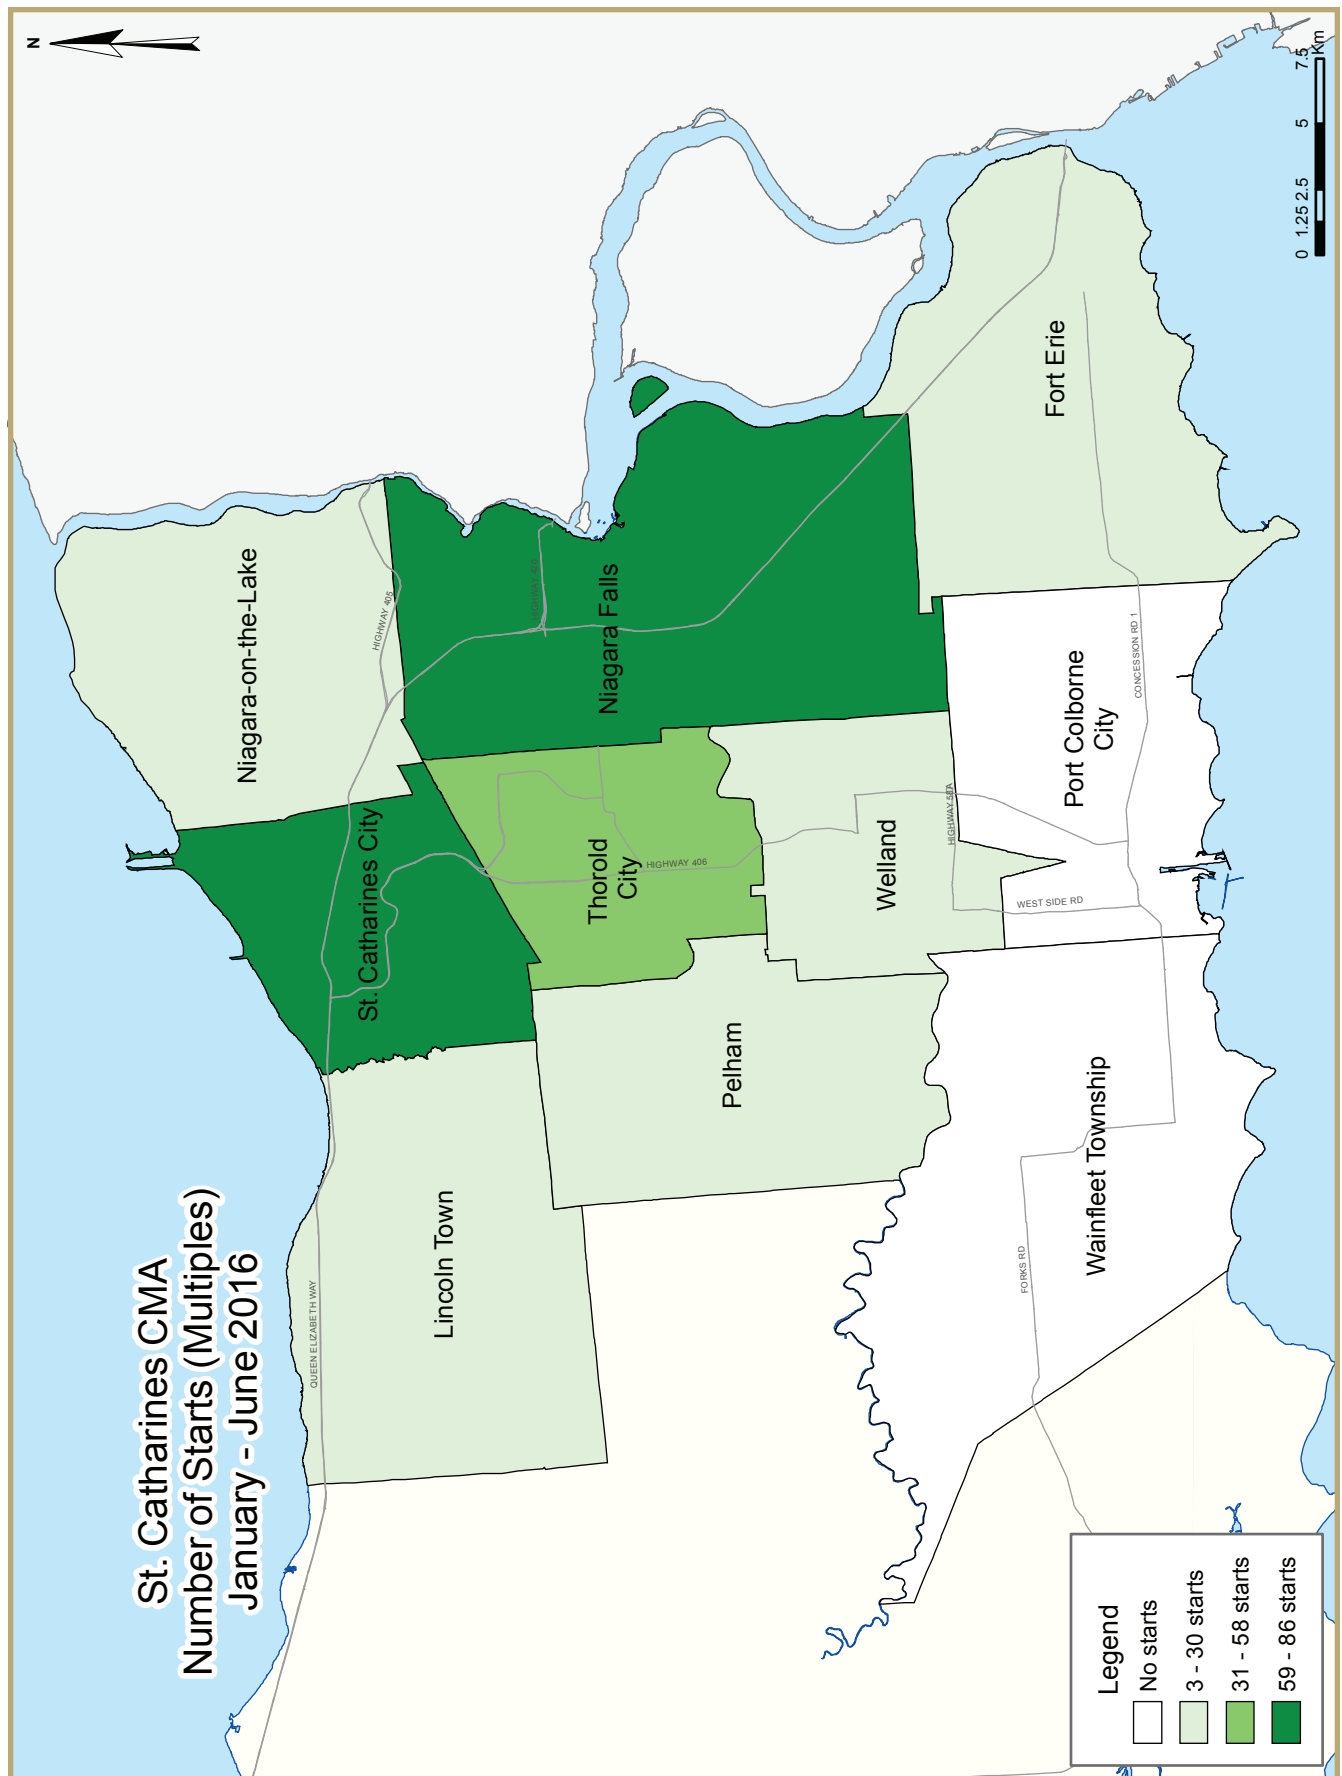 St. Catharines CMA
Number of Starts (Multiples)
January - June 2016
N
Niagara-on-the-Lake
HIGHWAY 405
St. Catharines City
QUEEN ELIZABETH WAY
Lincoln Town
Niagara Falls
Thorold
City
HIGHWAY 406
Pelham
Welland
HIGHWAY 58A
WEST SIDE RD
Port Colborne
City
CONCESSION RD 1
Fort Erie
Wainfleet Township
FORKS RD
Legend
No starts
3 - 30 starts
31 - 58 starts
59 - 86 starts
0 1.25 2.5 5 7.5
Km